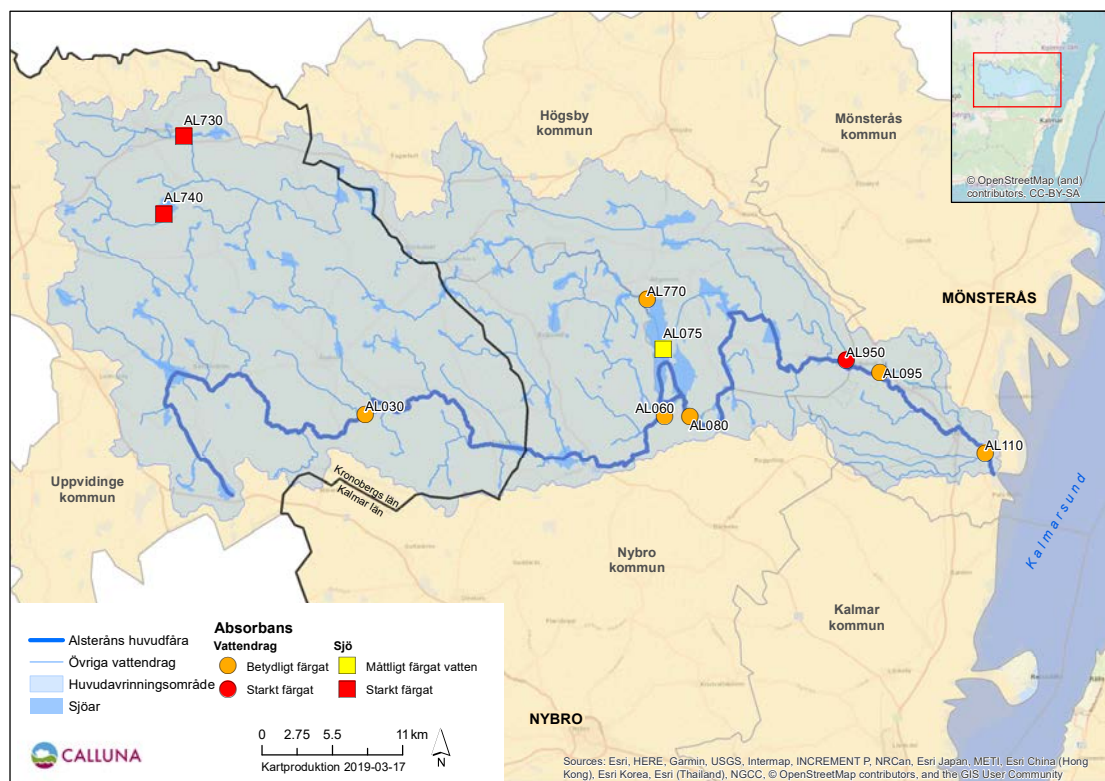 AL730
AL740
Högsby
kommun
Mönsterås
kommun
Kalmar
© OpenStreetMap (and)
contributors, CC-BY-SA
AL770
MÖNSTERÅS
AL075
AL950
AL095
AL030
AL060
AL080
AL110
Uppvidinge
kommun
Kronobergs län
Kalmar län
Kalmarsund
Nybro
kommun
Kalmar
kommun
NYBRO
Absorbans
Vattendrag
Sjö
Alsteråns huvudfåra
Övriga vattendrag
Huvudavrinningsområde
Sjöar
Betydligt färgat
Starkt färgat
Måttligt färgat vatten
Starkt färgat
CALLUNA
0 2.75 5.5 11 km
Kartproduktion 2019-03-17
N
Sources: Esri, HERE, Garmin, USGS, Intermap, INCREMENT P, NRCan, Esri Japan, METI, Esri China (Hong
Kong), Esri Korea, Esri (Thailand), NGCC, © OpenStreetMap contributors, and the GIS User Community